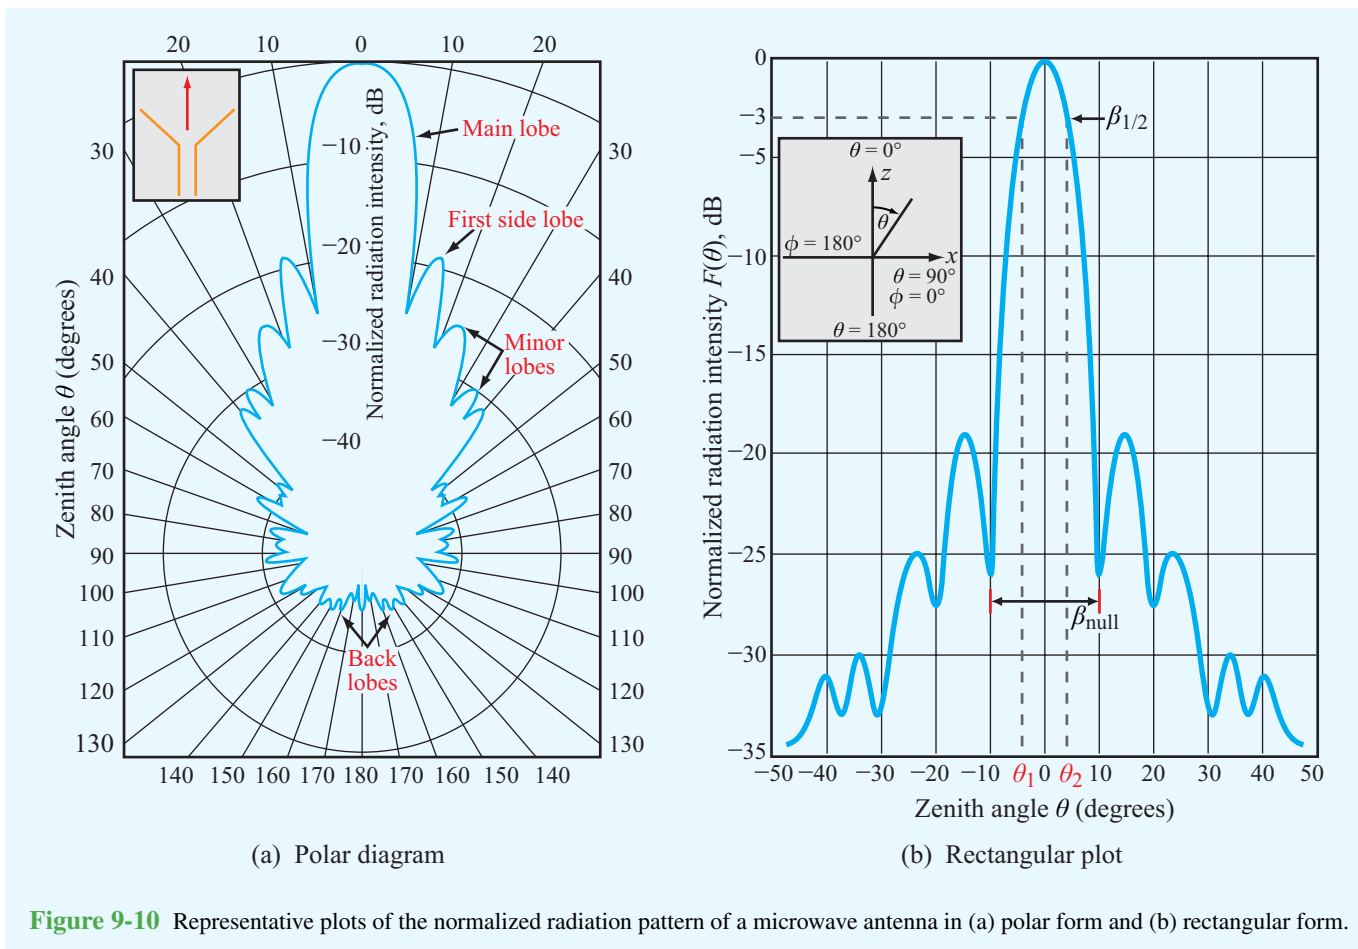 20 10 0 10 20
30 30
40 40
50 50
60 60
70 70
80 80
90 90
100 100
110 110
120 120
130 130
140 150 160 170 180 170 160 150 140
Zenith angle θ (degrees)
Normalized radiation intensity, dB
−10
−20
−30
−40
Main lobe
First side lobe
Minor
lobes
Back
lobes
(a) Polar diagram
0
−3
−5
−10
−15
−20
−25
−30
−35
Normalized radiation intensity F(θ), dB
β1/2
θ = 0°
z
θ
ϕ = 180°
x
θ = 90°
ϕ = 0°
θ = 180°
βnull
−50 −40 −30 −20 −10 θ1 0 θ2 10 20 30 40 50
Zenith angle θ (degrees)
(b) Rectangular plot
Figure 9-10 Representative plots of the normalized radiation pattern of a microwave antenna in (a) polar form and (b) rectangular form.